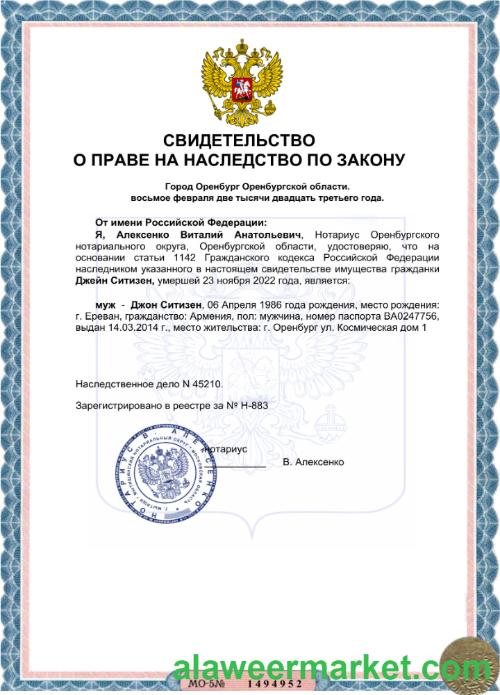 СВИДЕТЕЛЬСТВО
О ПРАВЕ НА НАСЛЕДСТВО ПО ЗАКОНУ
Город Оренбург Оренбургской области.
восьмое февраля две тысячи двадцать третьего года.
От имени Российской Федерации:
Я, Алексенко Виталий Анатольевич, Нотариус Оренбургского
нотариального округа, Оренбургской области, удостоверяю, что на
основании статьи 1142 Гражданского кодекса Российской Федерации
наследником указанного в настоящем свидетельстве имущества гражданки
Джейн Ситизен, умершей 23 ноября 2022 года, является:
муж - Джон Ситизен, 06 Апреля 1986 года рождения, место рождения:
г. Ереван, гражданство: Армения, пол: мужчина, номер паспорта BA0247756,
выдан 14.03.2014 г., место жительства: г. Оренбург ул. Космическая дом 1
Наследственное дело N 45210.
Зарегистрировано в реестре за № Н-883
нотариус
В. Алексенко
НОТАРИУС В. АЛЕКСЕНКО
alaweermarket.com
МО-5№ 1494952